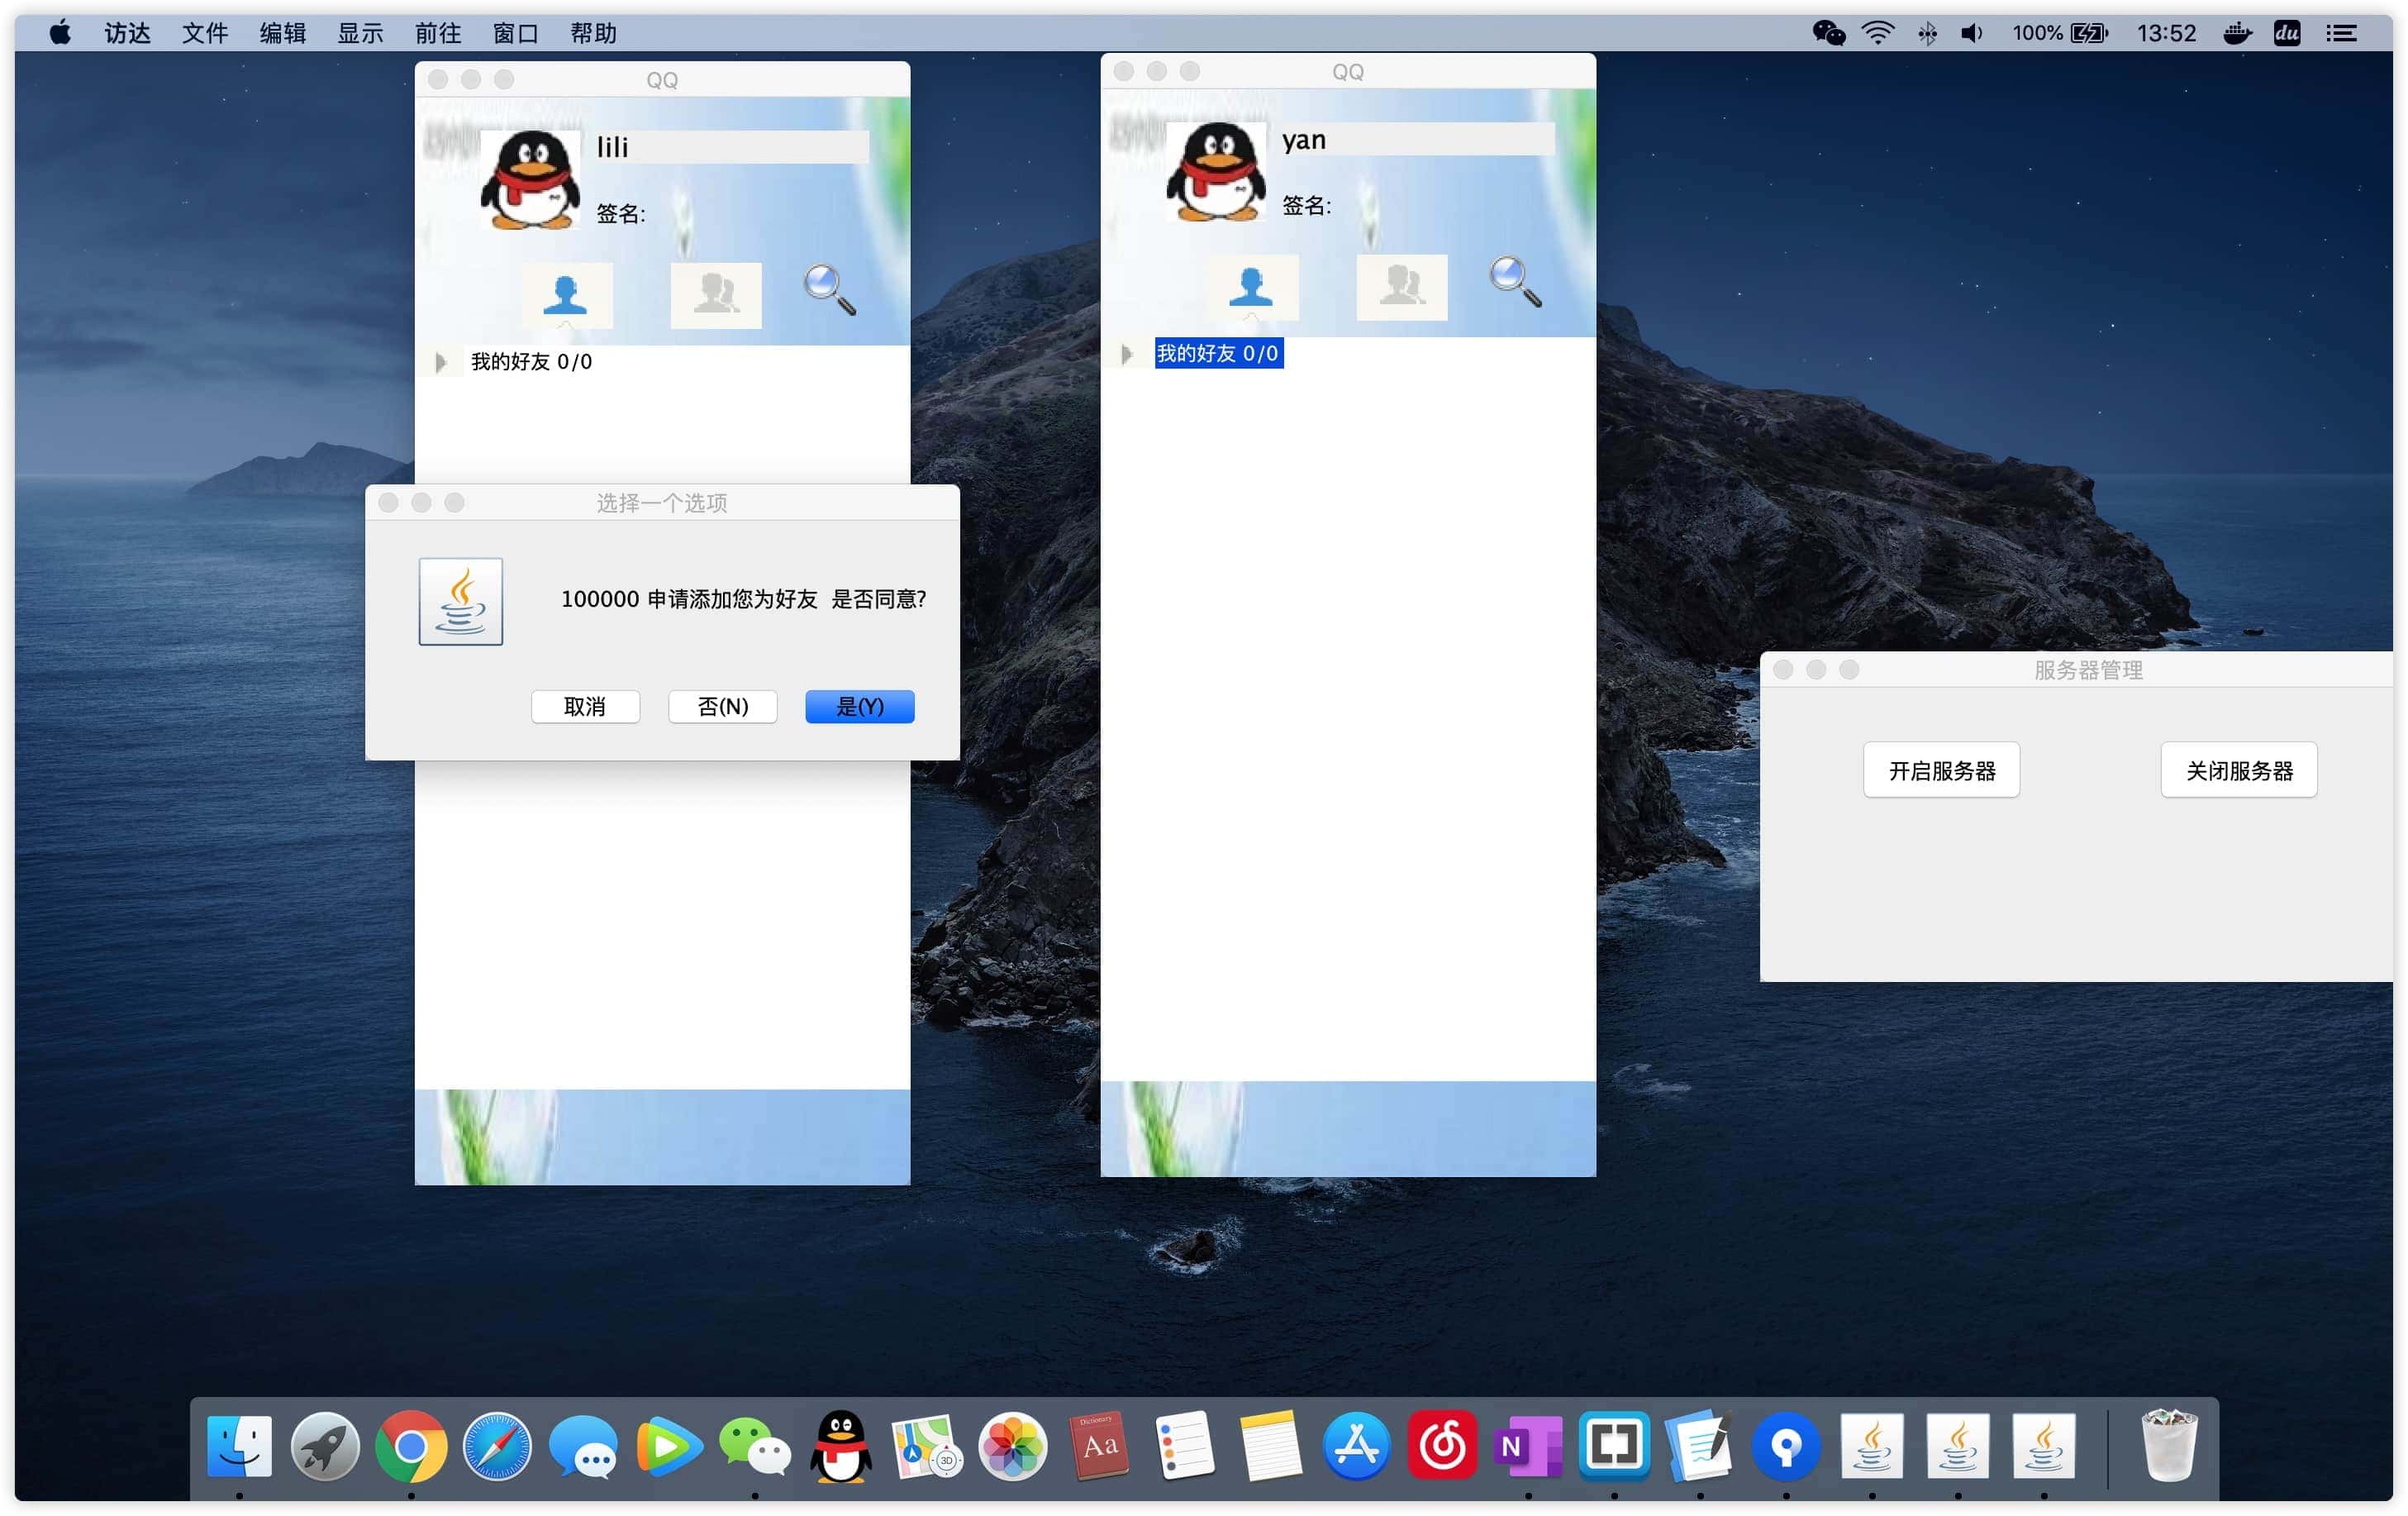 访达 文件 编辑 显示 前往 窗口 帮助 100% 13:52 du
QQ
lili
签名:
我的好友 0/0
选择一个选项
100000 申请添加您为好友 是否同意?
取消 否(N) 是(Y)
QQ
yan
签名:
我的好友 0/0
服务器管理
开启服务器 关闭服务器
3D
Dictionary
Aa
N